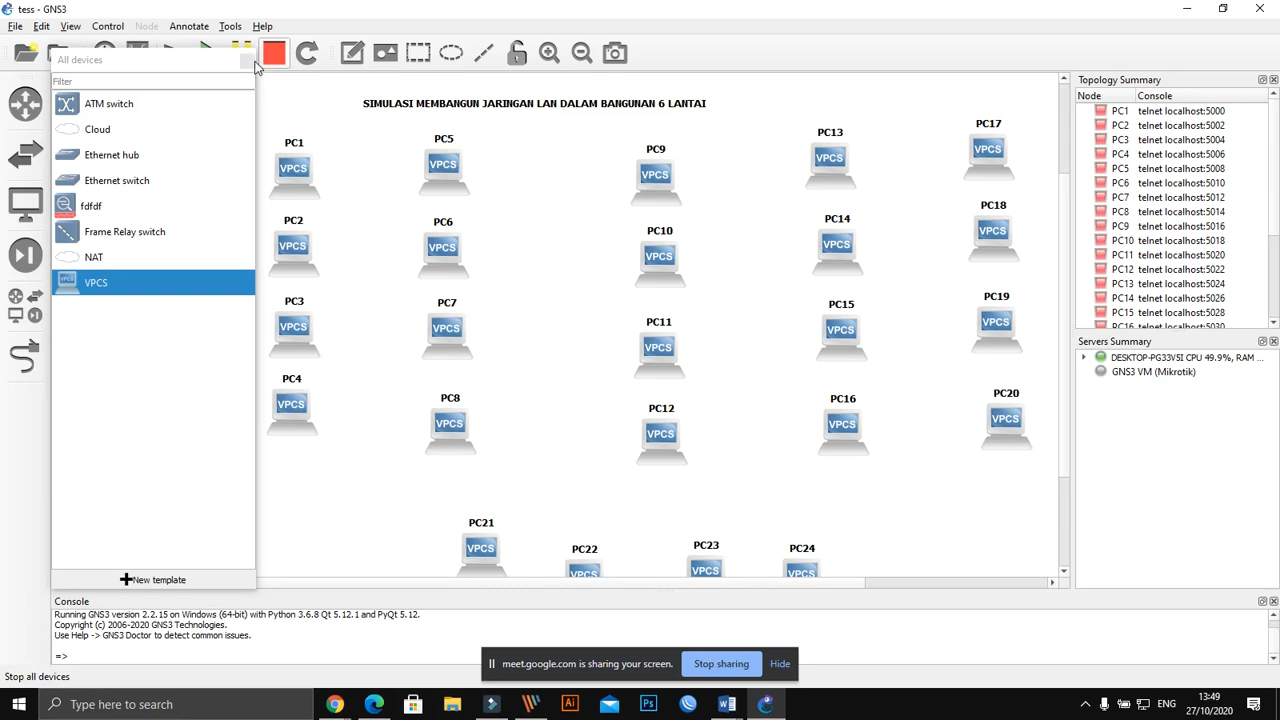 tess - GNS3
File Edit View Control Node Annotate Tools Help
All devices
Filter
ATM switch
Cloud
Ethernet hub
Ethernet switch
fdfdf
Frame Relay switch
NAT
VPCS
New template
SIMULASI MEMBANGUN JARINGAN LAN DALAM BANGUNAN 6 LANTAI
PC1
VPCS
PC5
VPCS
PC9
VPCS
PC13
VPCS
PC17
VPCS
PC2
VPCS
PC6
VPCS
PC10
VPCS
PC14
VPCS
PC18
VPCS
PC3
VPCS
PC7
VPCS
PC11
VPCS
PC15
VPCS
PC19
VPCS
PC4
VPCS
PC8
VPCS
PC12
VPCS
PC16
VPCS
PC20
VPCS
PC21
VPCS
PC22
VPCS
PC23
VPCS
PC24
VPCS
Topology Summary
Node Console
PC1 telnet localhost:5000
PC2 telnet localhost:5002
PC3 telnet localhost:5004
PC4 telnet localhost:5006
PC5 telnet localhost:5008
PC6 telnet localhost:5010
PC7 telnet localhost:5012
PC8 telnet localhost:5014
PC9 telnet localhost:5016
PC10 telnet localhost:5018
PC11 telnet localhost:5020
PC12 telnet localhost:5022
PC13 telnet localhost:5024
PC14 telnet localhost:5026
PC15 telnet localhost:5028
PC16 telnet localhost:5030
Servers Summary
DESKTOP-PG33V5I CPU 49.9%, RAM ...
GNS3 VM (Mikrotik)
Console
Running GNS3 version 2.2.15 on Windows (64-bit) with Python 3.6.8 Qt 5.12.1 and PyQt 5.12.
Copyright (c) 2006-2020 GNS3 Technologies.
Use Help -> GNS3 Doctor to detect common issues.
=>
meet.google.com is sharing your screen. Stop sharing Hide
Stop all devices
Type here to search
Ai
Ps
ENG
13:49
27/10/2020